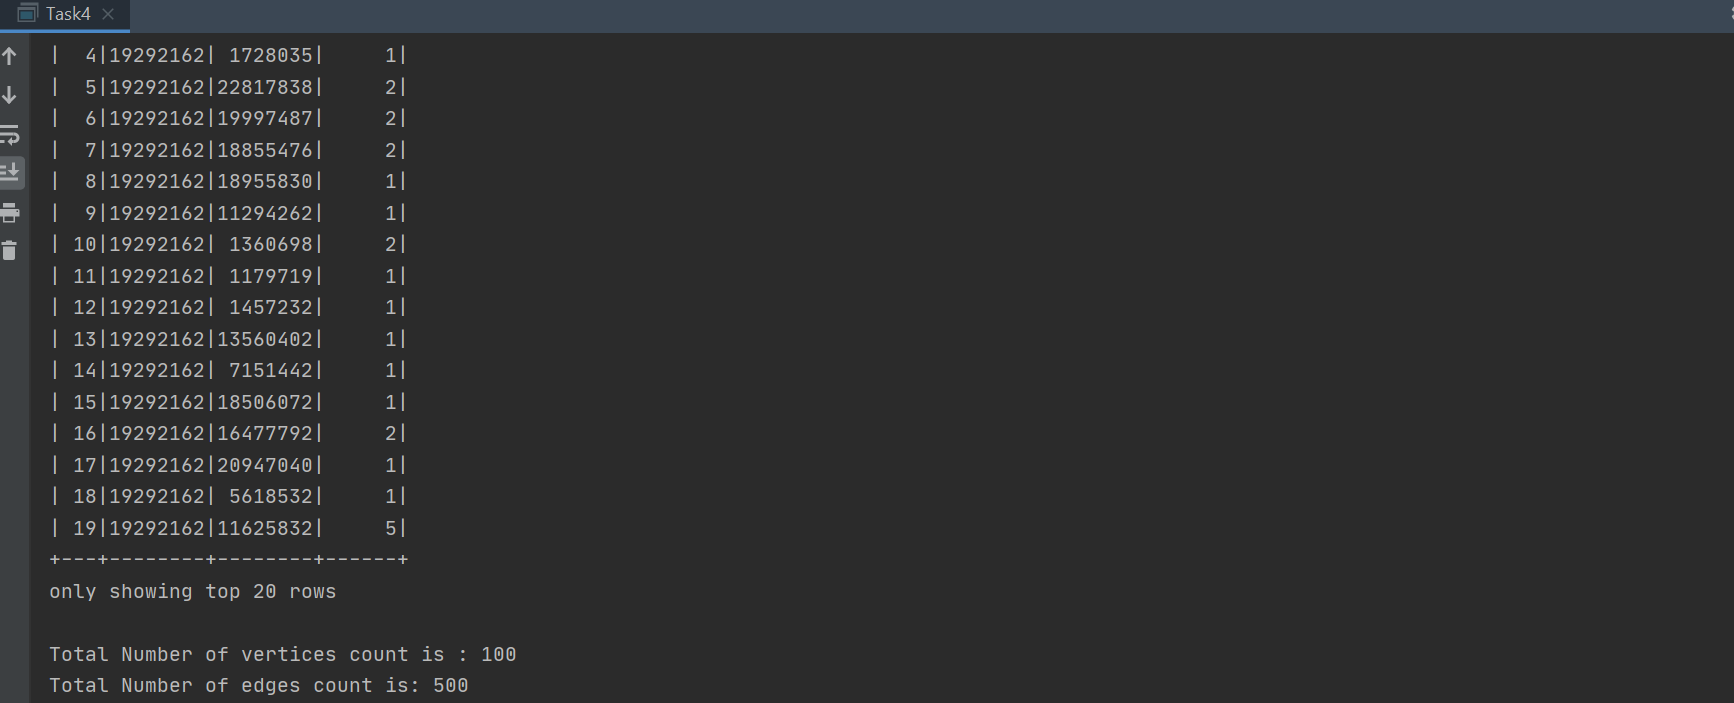 Task4
|  4|19292162| 1728035|     1|
|  5|19292162|22817838|     2|
|  6|19292162|19997487|     2|
|  7|19292162|18855476|     2|
|  8|19292162|18955830|     1|
|  9|19292162|11294262|     1|
| 10|19292162| 1360698|     2|
| 11|19292162| 1179719|     1|
| 12|19292162| 1457232|     1|
| 13|19292162|13560402|     1|
| 14|19292162| 7151442|     1|
| 15|19292162|18506072|     1|
| 16|19292162|16477792|     2|
| 17|19292162|20947040|     1|
| 18|19292162| 5618532|     1|
| 19|19292162|11625832|     5|
+---+--------+--------+------+
only showing top 20 rows
Total Number of vertices count is : 100
Total Number of edges count is: 500